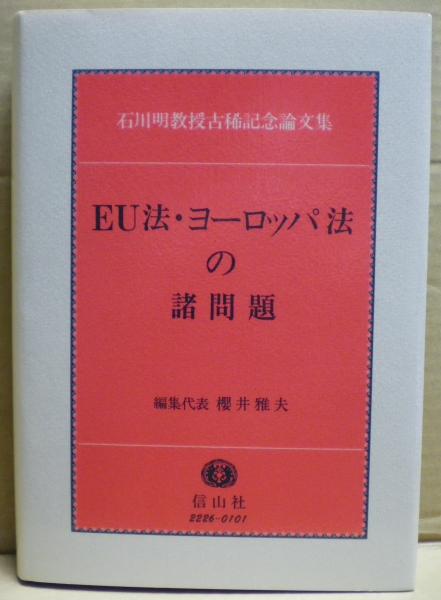 石川明教授古稀記念論文集
EU法・ヨーロッパ法
の
諸問題
編集代表 櫻井雅夫
信山社
2226-0101